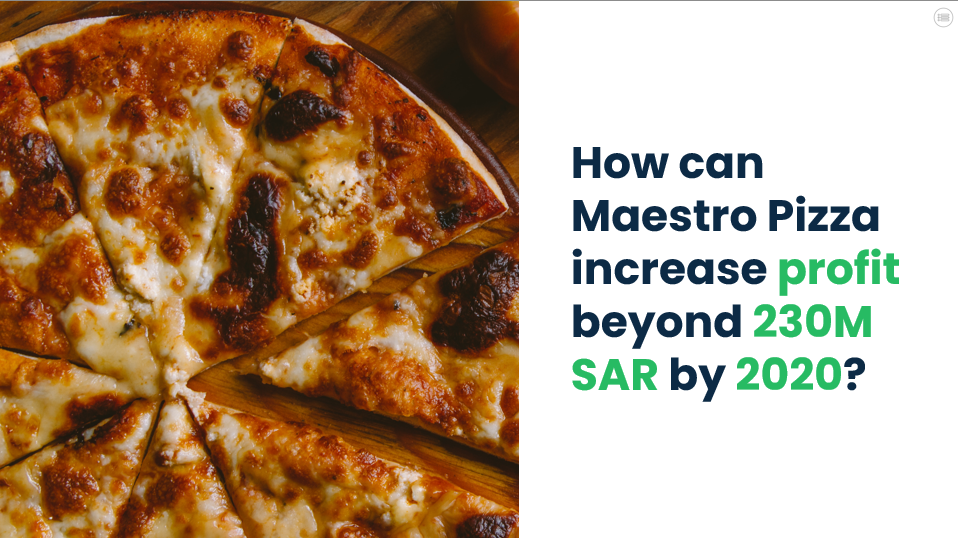 How can
Maestro Pizza
increase profit
beyond 230M
SAR by 2020?